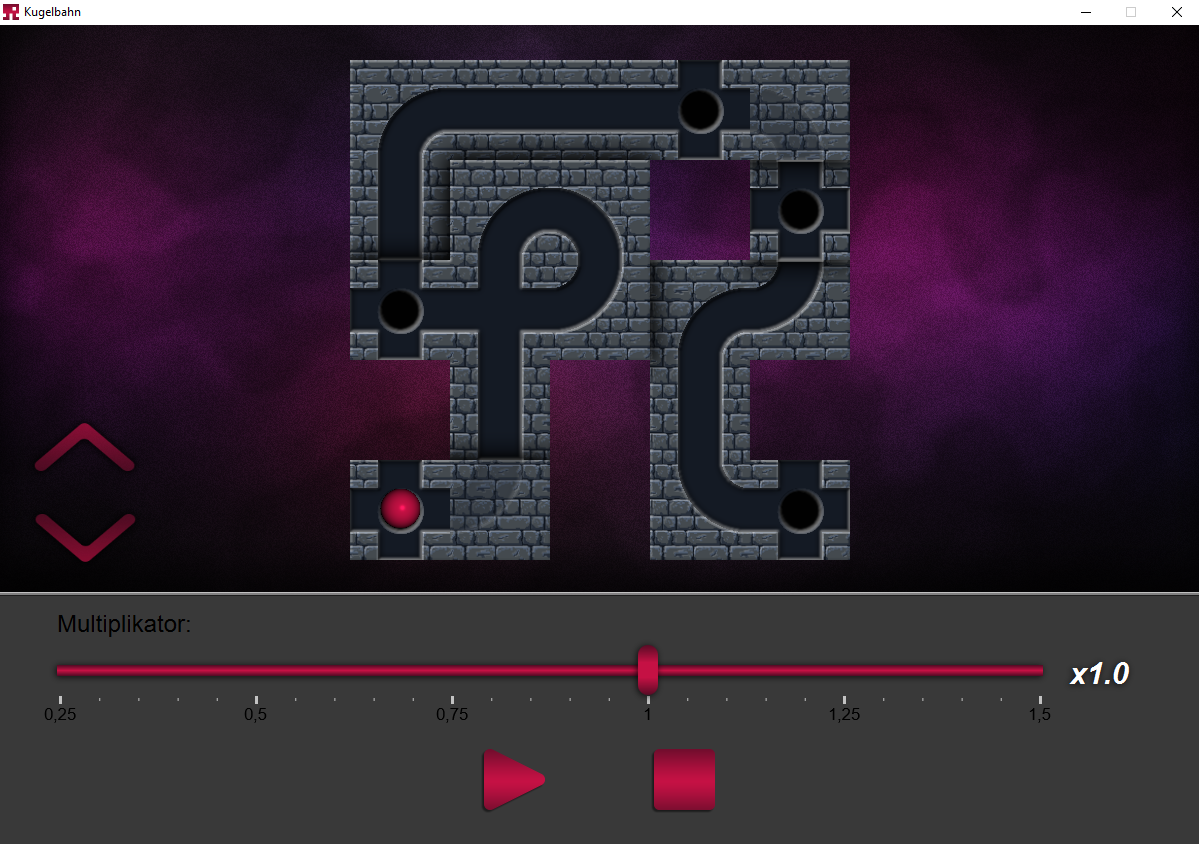 Kugelbahn
Multiplikator:
x1.0
0,25 0,5 0,75 1 1,25 1,5